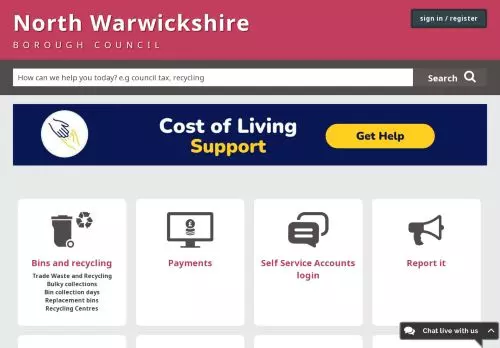 North Warwickshire
BOROUGH COUNCIL
sign in / register
How can we help you today? e.g council tax, recycling
Search
Cost of Living
Support
Get Help
Bins and recycling
Trade Waste and Recycling
Bulky collections
Bin collection days
Replacement bins
Recycling Centres
Payments
Self Service Accounts
login
Report it
Chat live with us